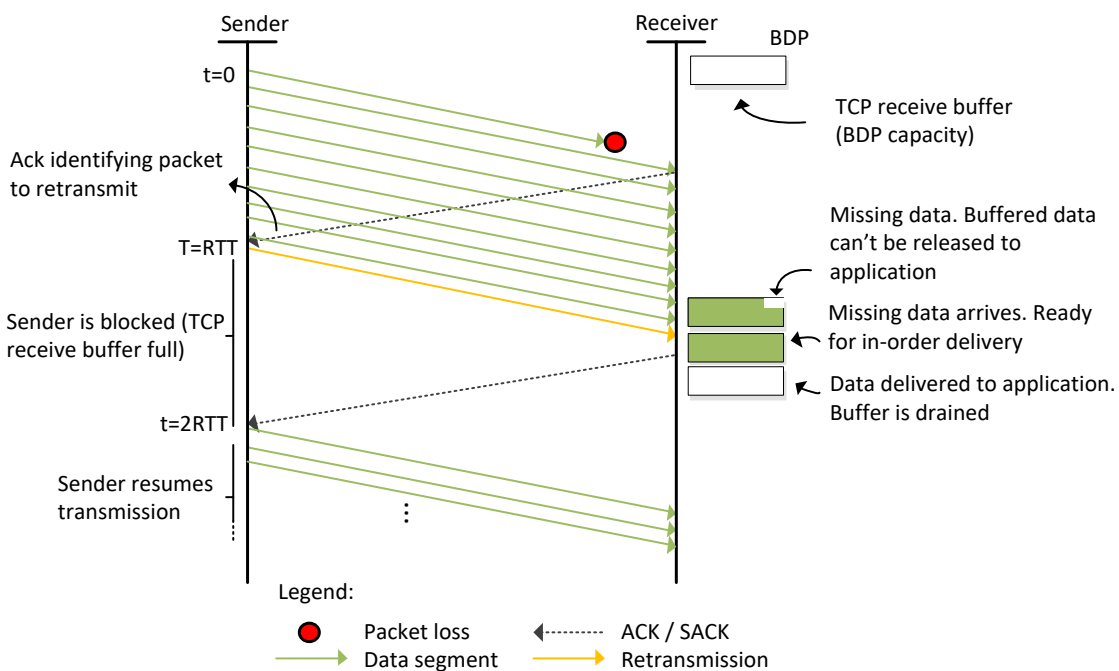 Sender
Receiver
BDP
t=0
TCP receive buffer
(BDP capacity)
Ack identifying packet
to retransmit
Missing data. Buffered data
can't be released to
application
T=RTT
Missing data arrives. Ready
for in-order delivery
Sender is blocked (TCP
receive buffer full)
Data delivered to application.
Buffer is drained
t=2RTT
Sender resumes
transmission
⋮
Legend:
Packet loss
ACK / SACK
Data segment
Retransmission